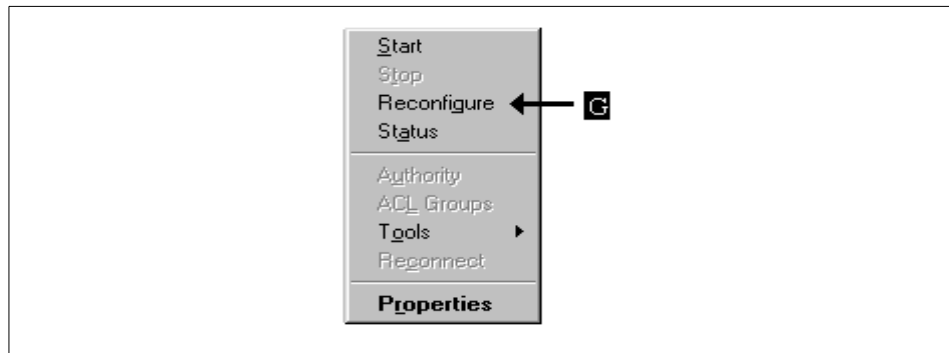 Start
Stop
Reconfigure
G
Status
Authority
ACL Groups
Tools
Reconnect
Properties